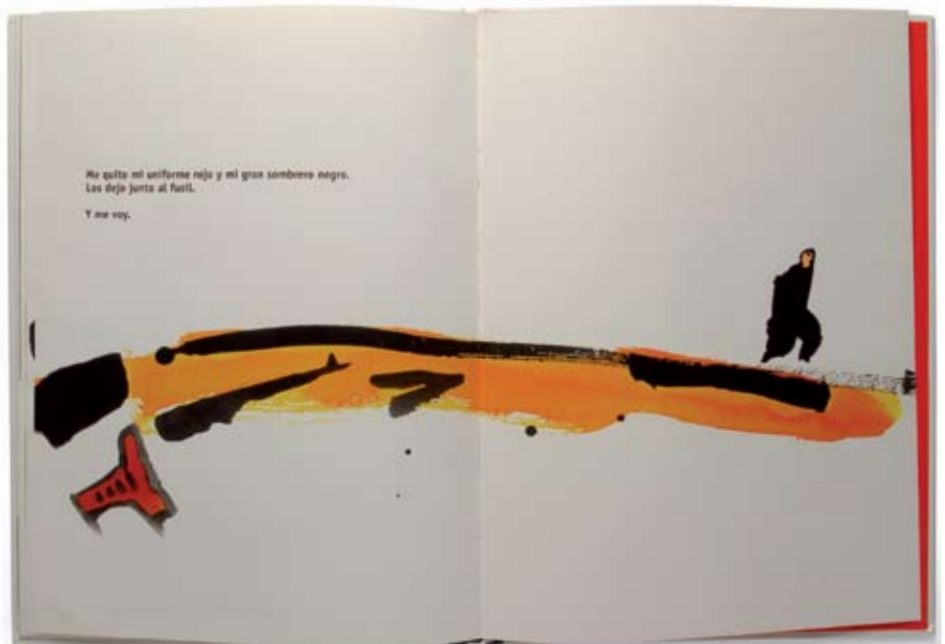 Me quito mi uniforme rojo y mi gran sombrero negro.
Los dejo junto al fusil.
Y me voy.